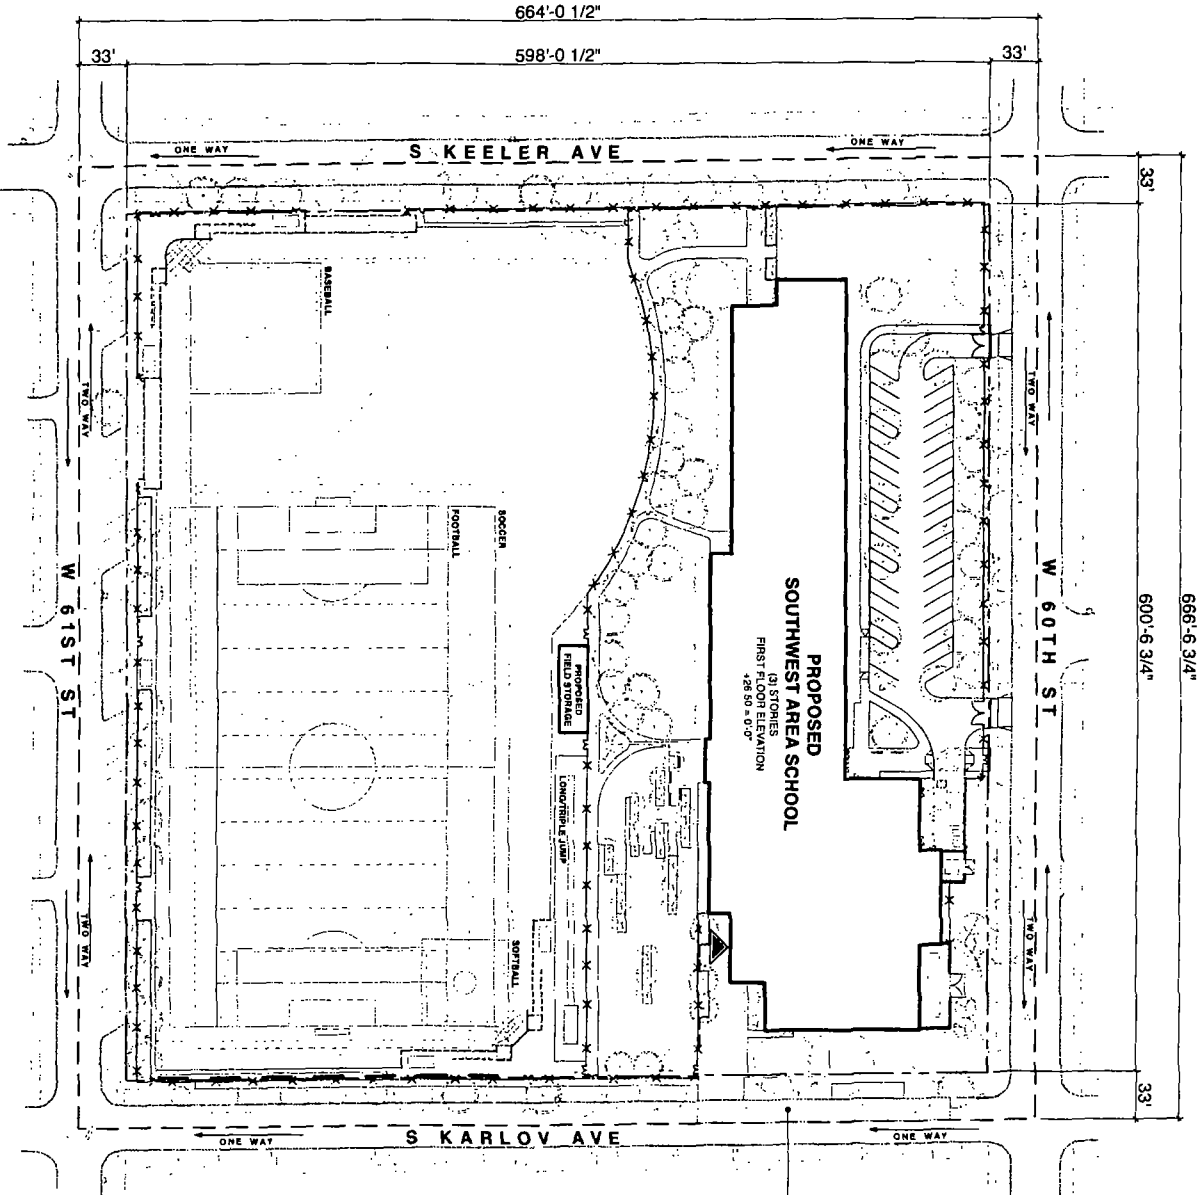 664'-0 1/2"
33'
598'-0 1/2"
33'
ONE WAY
S KEELER AVE
ONE WAY
33'
BASEBALL
TWO WAY
TWO WAY
W 61ST ST
SOCCER
FOOTBALL
W 60TH ST
600'-6 3/4"
666'-6 3/4"
PROPOSED
SOUTHWEST AREA SCHOOL
(3) STORIES
FIRST FLOOR ELEVATION
+26.50 = 0'-0"
PROPOSED
FIELD STORAGE
LONG/TRIPLE JUMP
SOFTBALL
TWO WAY
TWO WAY
33'
ONE WAY
S KARLOV AVE
ONE WAY